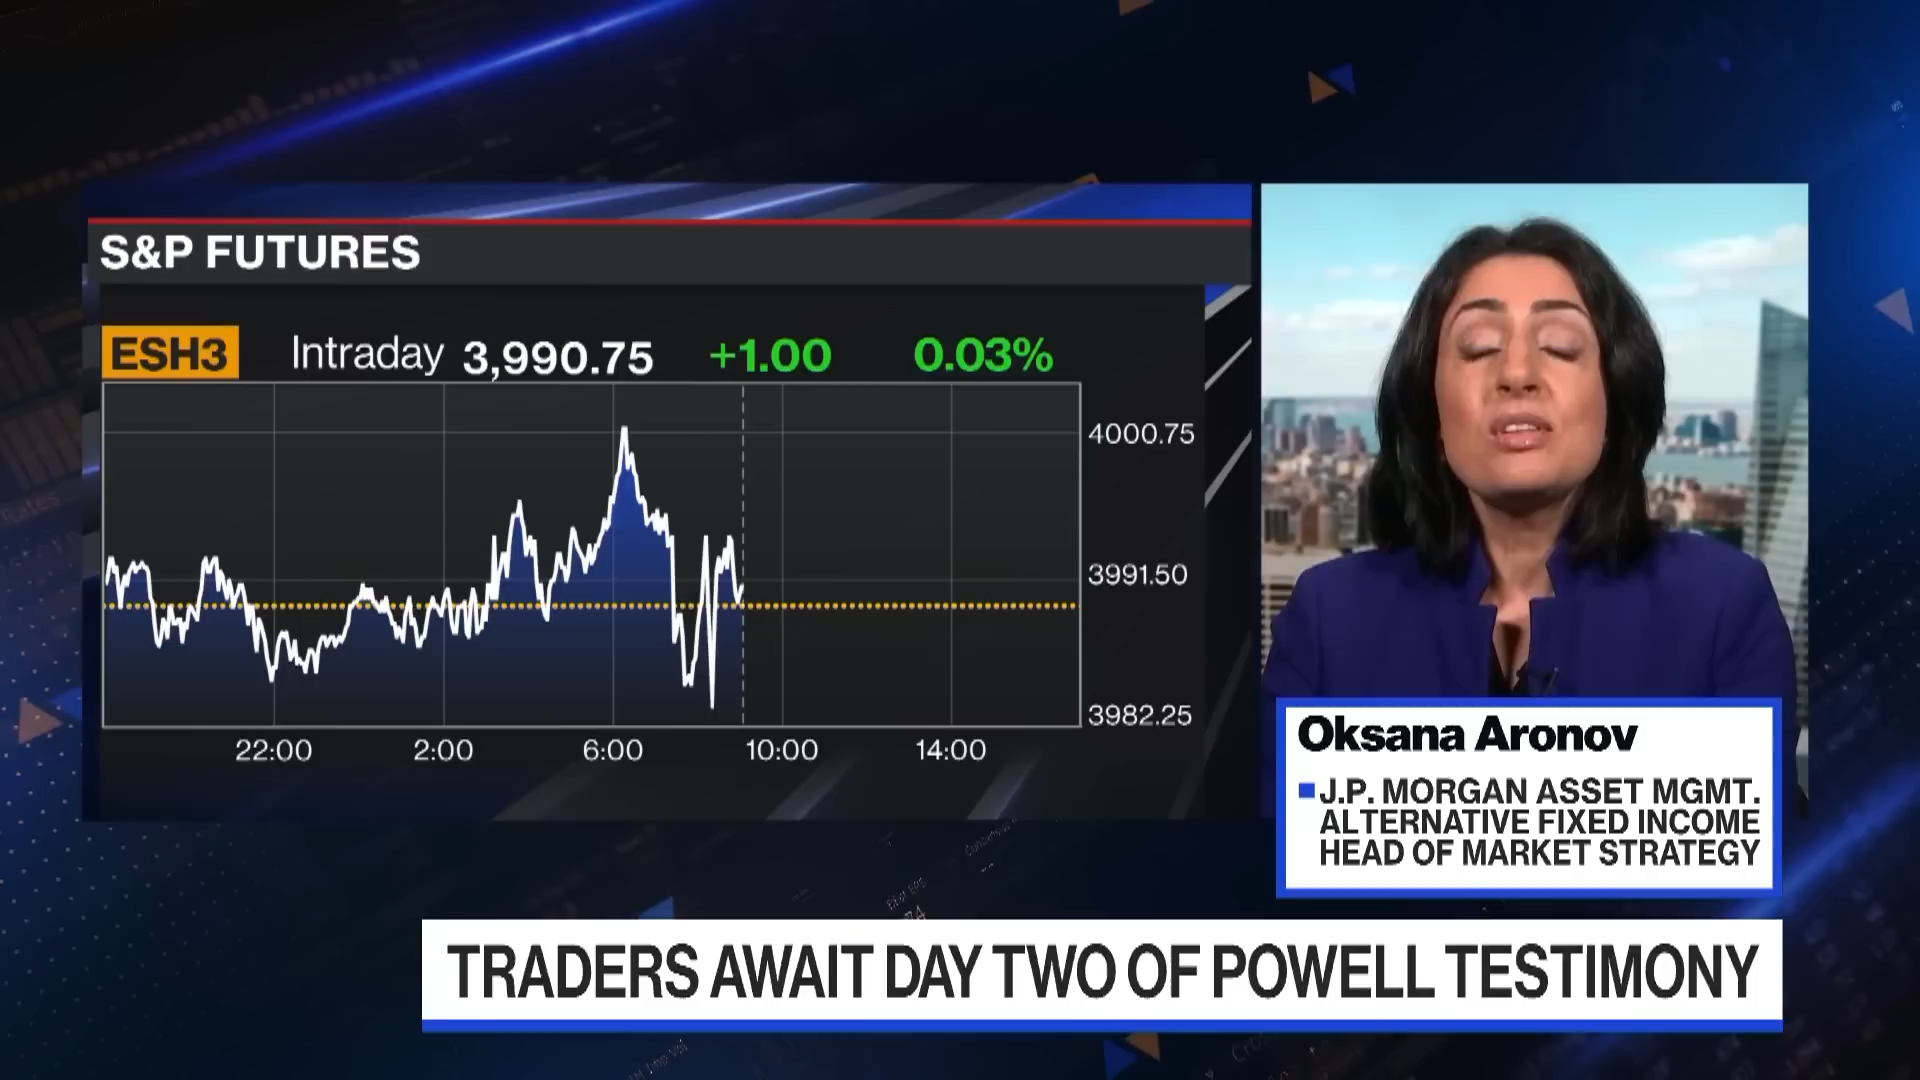 S&P FUTURES
ESH3 Intraday 3,990.75 +1.00 0.03%
4000.75
3991.50
3982.25
22:00 2:00 6:00 10:00 14:00
Oksana Aronov
J.P. MORGAN ASSET MGMT.
ALTERNATIVE FIXED INCOME
HEAD OF MARKET STRATEGY
TRADERS AWAIT DAY TWO OF POWELL TESTIMONY